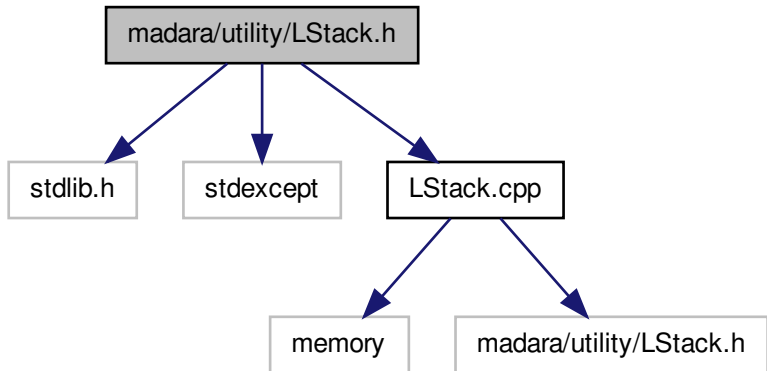 madara/utility/LStack.h
stdlib.h
stdexcept
LStack.cpp
memory
madara/utility/LStack.h